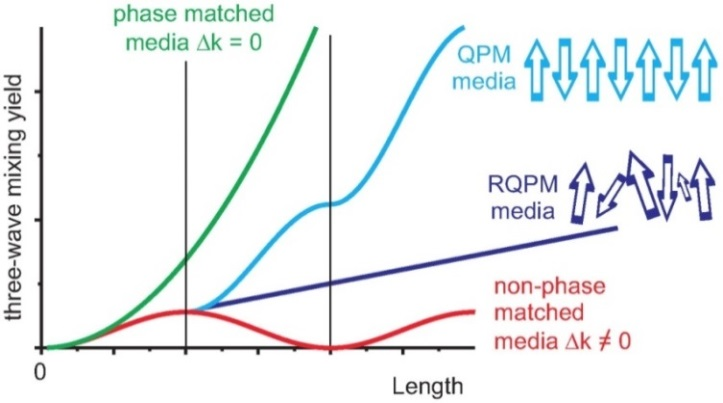 phase matched
media Δk = 0
QPM
media
RQPM
media
non-phase
matched
media Δk ≠ 0
three-wave mixing yield
0
Length